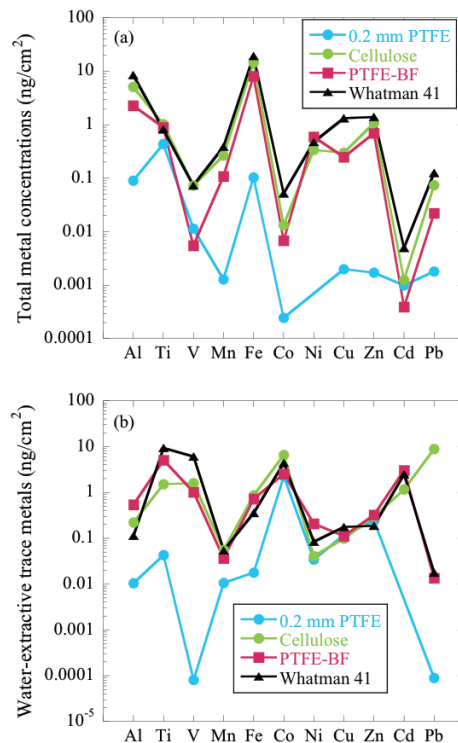 (a)
0.2 mm PTFE
Cellulose
PTFE-BF
Whatman 41
Total metal concentrations (ng/cm²)
100
10
1
0.1
0.01
0.001
0.0001
Al Ti V Mn Fe Co Ni Cu Zn Cd Pb
(b)
Water-extractive trace metals (ng/cm²)
100
10
1
0.1
0.01
0.001
0.0001
10⁻⁵
0.2 mm PTFE
Cellulose
PTFE-BF
Whatman 41
Al Ti V Mn Fe Co Ni Cu Zn Cd Pb